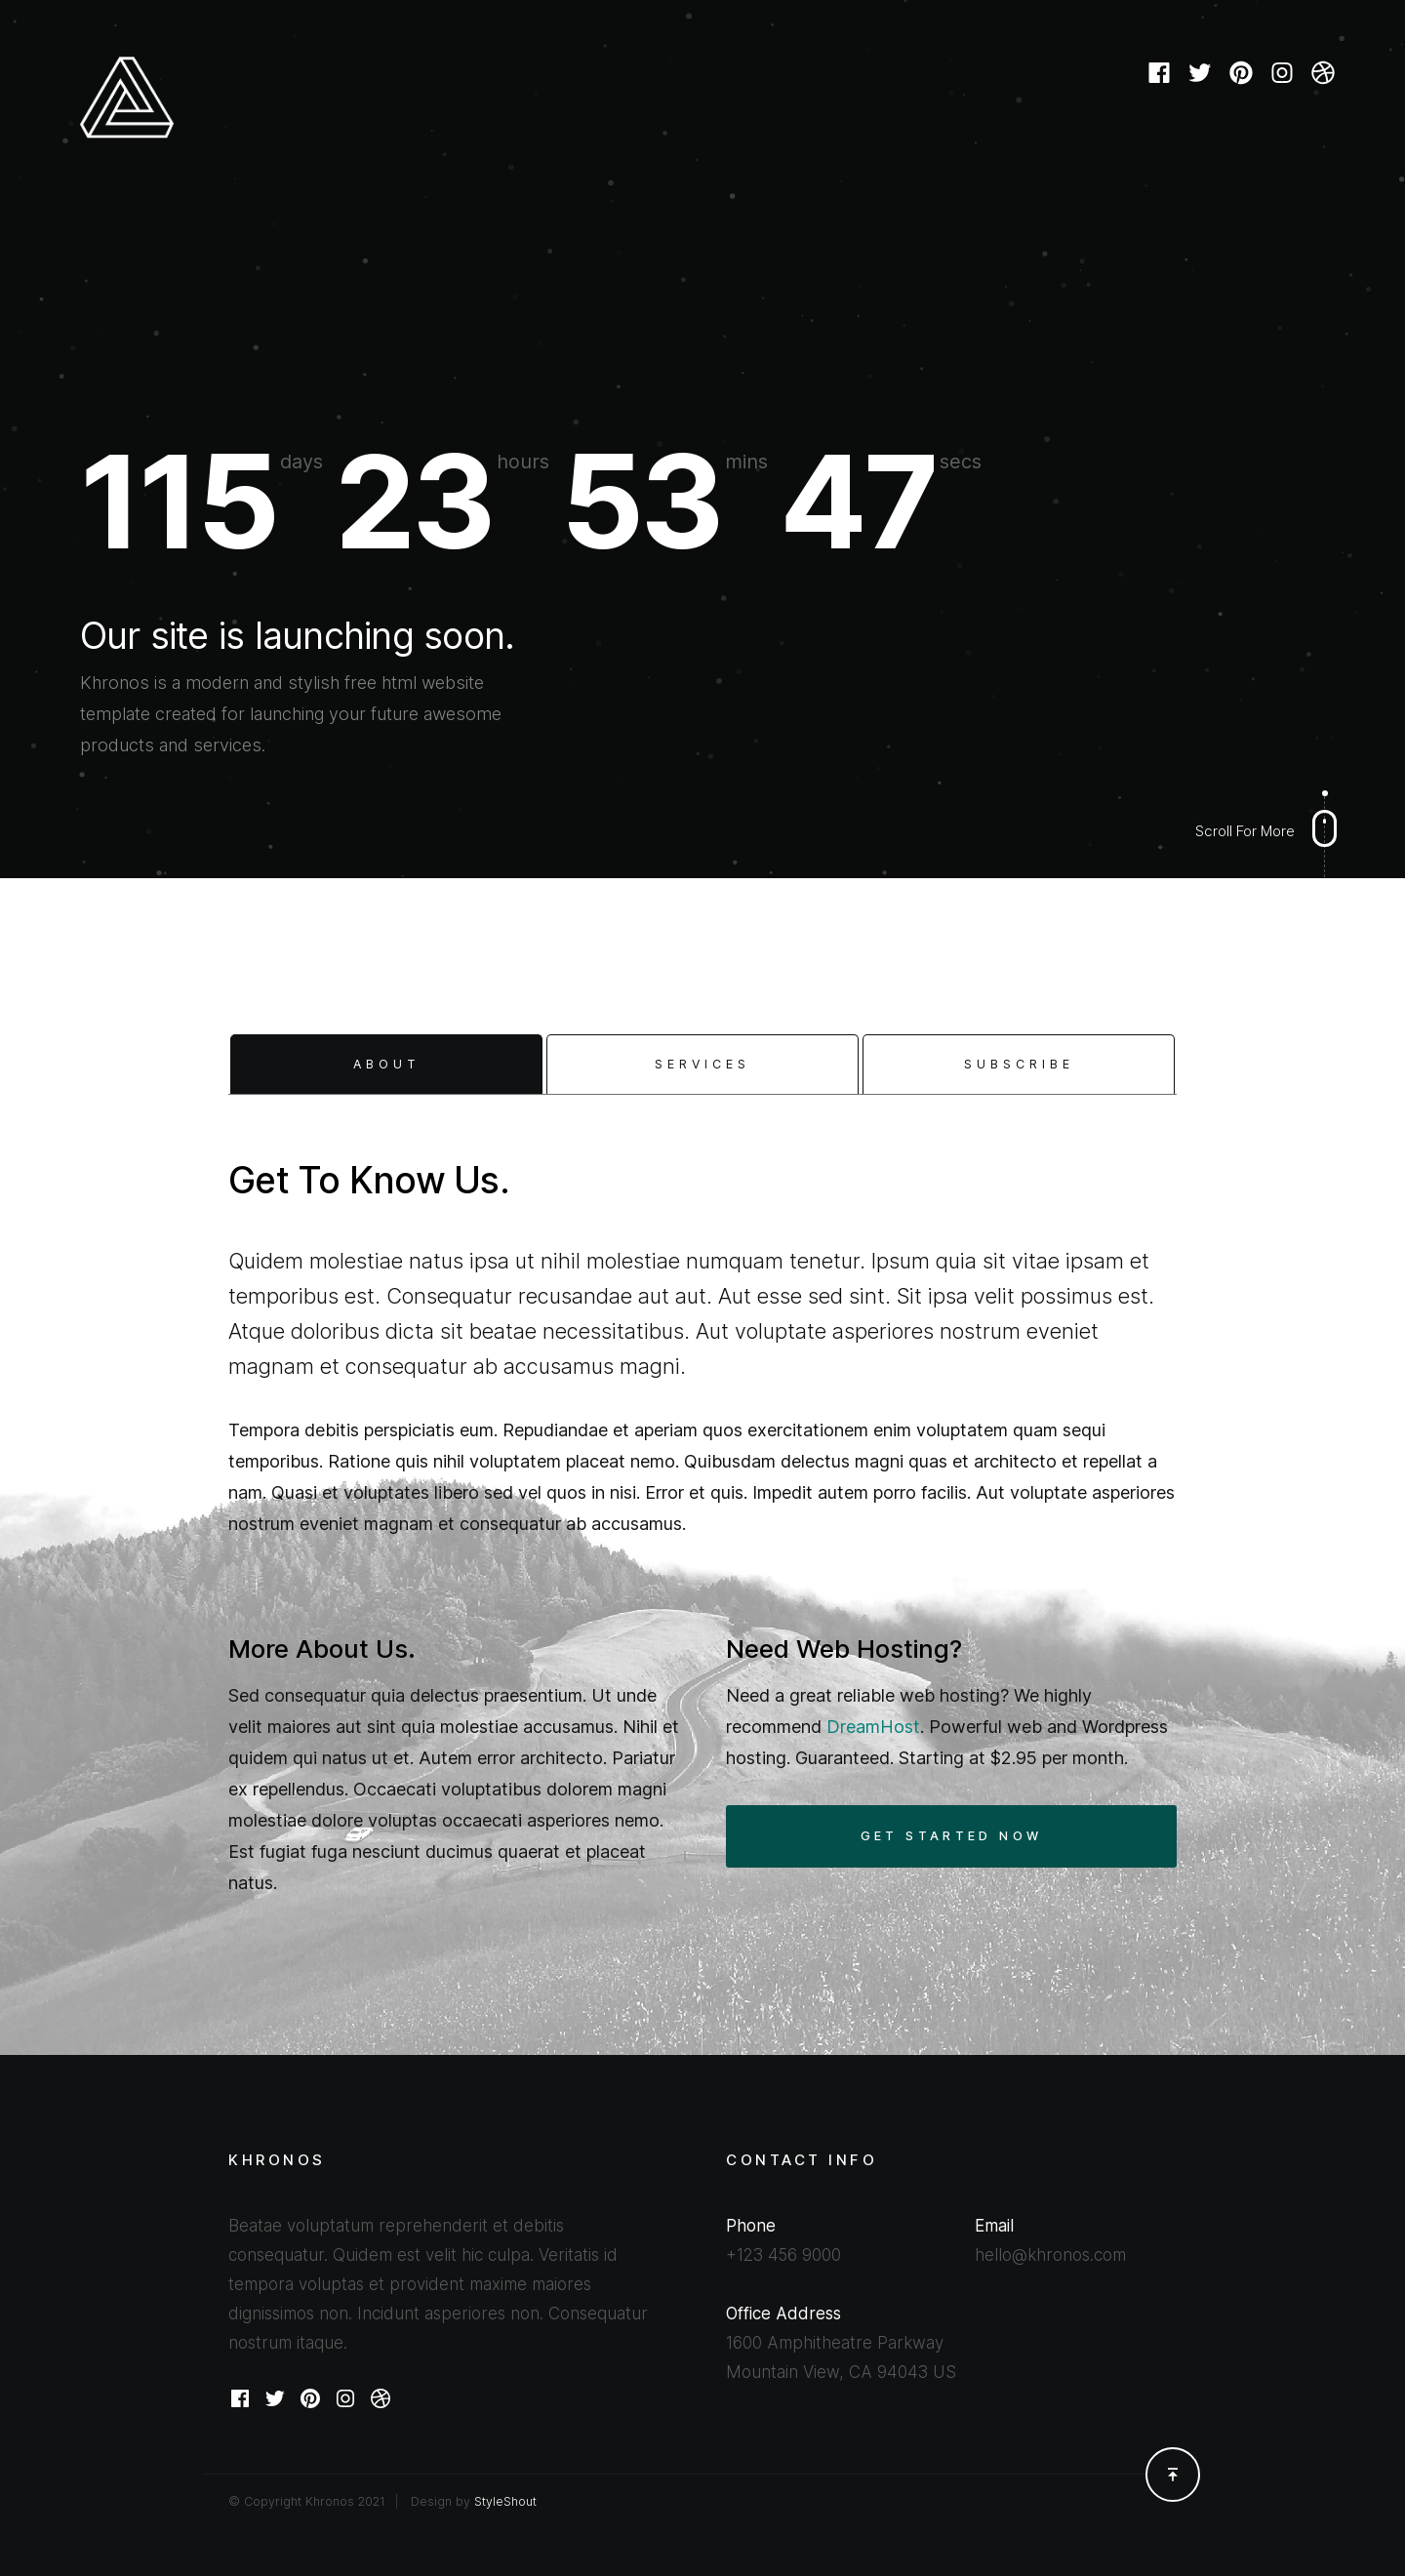 115 days 23 hours 53 mins 47 secs
Our site is launching soon.
Khronos is a modern and stylish free html website
template created for launching your future awesome
products and services.
Scroll For More
ABOUT
SERVICES
SUBSCRIBE
Get To Know Us.
Quidem molestiae natus ipsa ut nihil molestiae numquam tenetur. Ipsum quia sit vitae ipsam et
temporibus est. Consequatur recusandae aut aut. Aut esse sed sint. Sit ipsa velit possimus est.
Atque doloribus dicta sit beatae necessitatibus. Aut voluptate asperiores nostrum eveniet
magnam et consequatur ab accusamus magni.
Tempora debitis perspiciatis eum. Repudiandae et aperiam quos exercitationem enim voluptatem quam sequi
temporibus. Ratione quis nihil voluptatem placeat nemo. Quibusdam delectus magni quas et architecto et repellat a
nam. Quasi et voluptates libero sed vel quos in nisi. Error et quis. Impedit autem porro facilis. Aut voluptate asperiores
nostrum eveniet magnam et consequatur ab accusamus.
More About Us.
Sed consequatur quia delectus praesentium. Ut unde
velit maiores aut sint quia molestiae accusamus. Nihil et
quidem qui natus ut et. Autem error architecto. Pariatur
ex repellendus. Occaecati voluptatibus dolorem magni
molestiae dolore voluptas occaecati asperiores nemo.
Est fugiat fuga nesciunt ducimus quaerat et placeat
natus.
Need Web Hosting?
Need a great reliable web hosting? We highly
recommend DreamHost. Powerful web and Wordpress
hosting. Guaranteed. Starting at $2.95 per month.
GET STARTED NOW
KHRONOS
Beatae voluptatum reprehenderit et debitis
consequatur. Quidem est velit hic culpa. Veritatis id
tempora voluptas et provident maxime maiores
dignissimos non. Incidunt asperiores non. Consequatur
nostrum itaque.
CONTACT INFO
Phone
+123 456 9000
Email
hello@khronos.com
Office Address
1600 Amphitheatre Parkway
Mountain View, CA 94043 US
© Copyright Khronos 2021 | Design by StyleShout